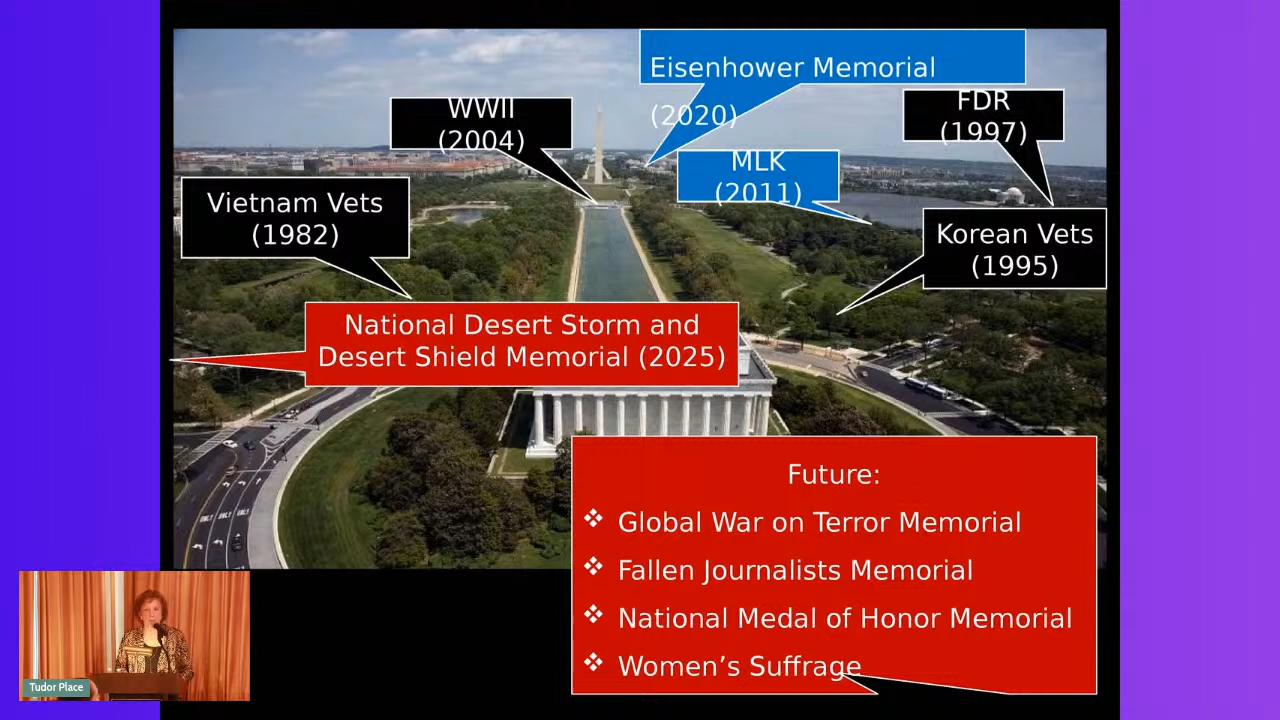 Eisenhower Memorial
(2020)
WWII
(2004)
FDR
(1997)
MLK
(2011)
Vietnam Vets
(1982)
Korean Vets
(1995)
National Desert Storm and
Desert Shield Memorial (2025)
Future:
❖ Global War on Terror Memorial
❖ Fallen Journalists Memorial
❖ National Medal of Honor Memorial
❖ Women’s Suffrage
Tudor Place